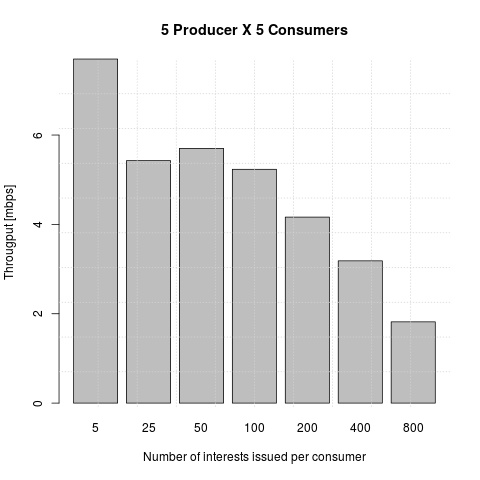 5 Producer X 5 Consumers
Througput [mbps]
6
4
2
0
5 25 50 100 200 400 800
Number of interests issued per consumer